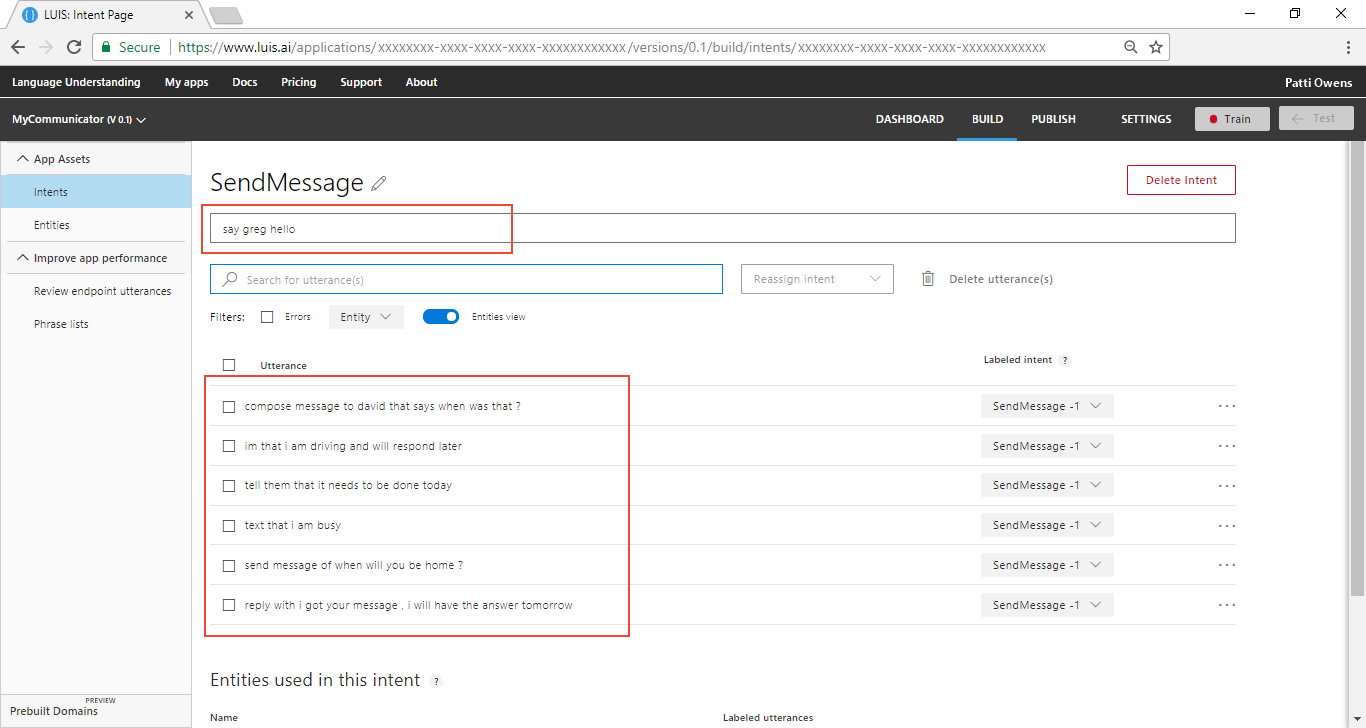 LUIS: Intent Page
Secure https://www.luis.ai/applications/xxxxxxxx-xxxx-xxxx-xxxx-xxxxxxxxxxxx/versions/0.1/build/intents/xxxxxxxx-xxxx-xxxx-xxxx-xxxxxxxxxxxx
Language Understanding My apps Docs Pricing Support About Patti Owens
MyCommunicator (V 0.1) DASHBOARD BUILD PUBLISH SETTINGS Train Test
App Assets
Intents
Entities
Improve app performance
Review endpoint utterances
Phrase lists
PREVIEW
Prebuilt Domains
SendMessage Delete Intent
say greg hello
Search for utterance(s) Reassign intent Delete utterance(s)
Filters: Errors Entity Entities view
Utterance Labeled intent ?
compose message to david that says when was that ? SendMessage -1 ...
im that i am driving and will respond later SendMessage -1 ...
tell them that it needs to be done today SendMessage -1 ...
text that i am busy SendMessage -1 ...
send message of when will you be home ? SendMessage -1 ...
reply with i got your message , i will have the answer tomorrow SendMessage -1 ...
Entities used in this intent ?
Name Labeled utterances